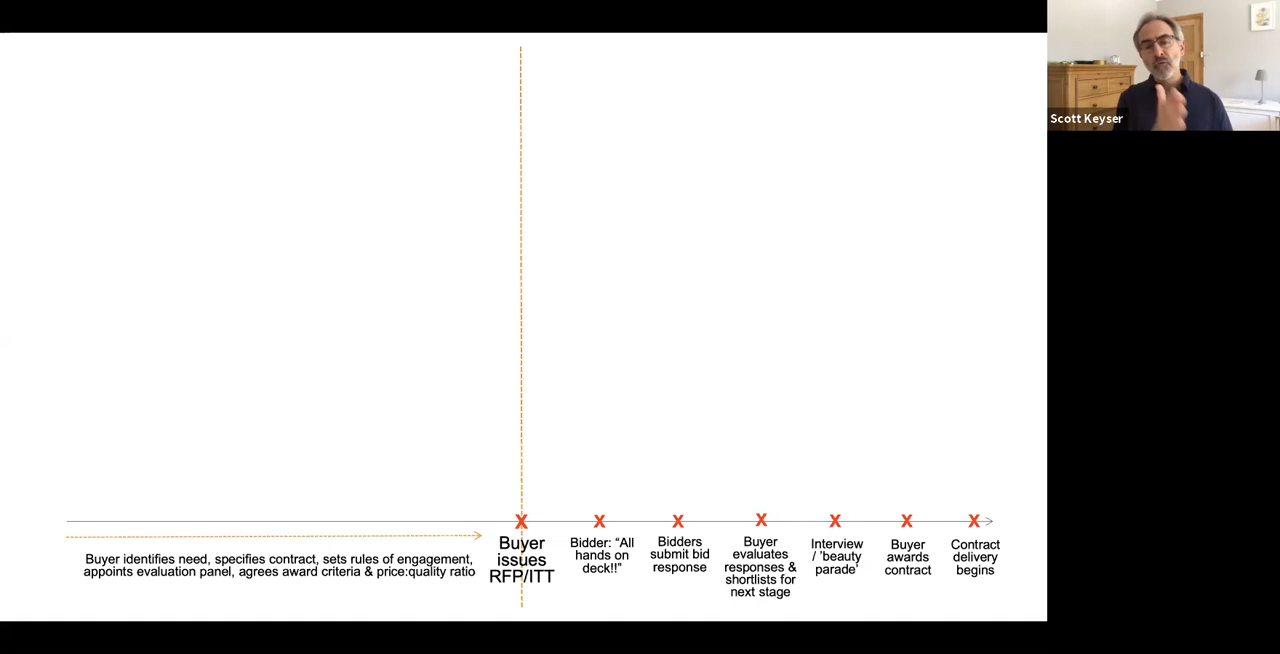 Scott Keyser
X X X X X X X
Buyer identifies need, specifies contract, sets rules of engagement,
appoints evaluation panel, agrees award criteria & price:quality ratio
Buyer
issues
RFP/ITT
Bidder: “All
hands on
deck!!”
Bidders
submit bid
response
Buyer
evaluates
responses &
shortlists for
next stage
Interview
/ ’beauty
parade’
Buyer
awards
contract
Contract
delivery
begins